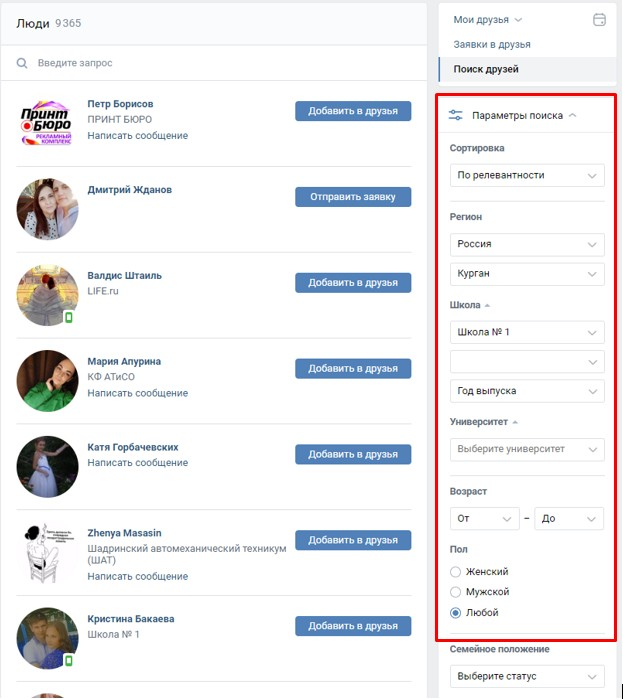 Люди 9365
Введите запрос
Принт
БЮРО
РЕКЛАМНЫЙ
КОМПЛЕКС
Петр Борисов
ПРИНТ БЮРО
Написать сообщение
Добавить в друзья
Дмитрий Жданов
Отправить заявку
Валдис Штаиль
LIFE.ru
Добавить в друзья
Мария Апурина
КФ АТиСО
Написать сообщение
Добавить в друзья
Катя Горбачевских
Написать сообщение
Добавить в друзья
Zhenya Masasin
Шадринский автомеханический техникум
(ШАТ)
Написать сообщение
Добавить в друзья
Кристина Бакаева
Школа № 1
Добавить в друзья
Мои друзья
Заявки в друзья
Поиск друзей
Параметры поиска
Сортировка
По релевантности
Регион
Россия
Курган
Школа
Школа № 1
Год выпуска
Университет
Выберите университет
Возраст
От – До
Пол
Женский
Мужской
Любой
Семейное положение
Выберите статус